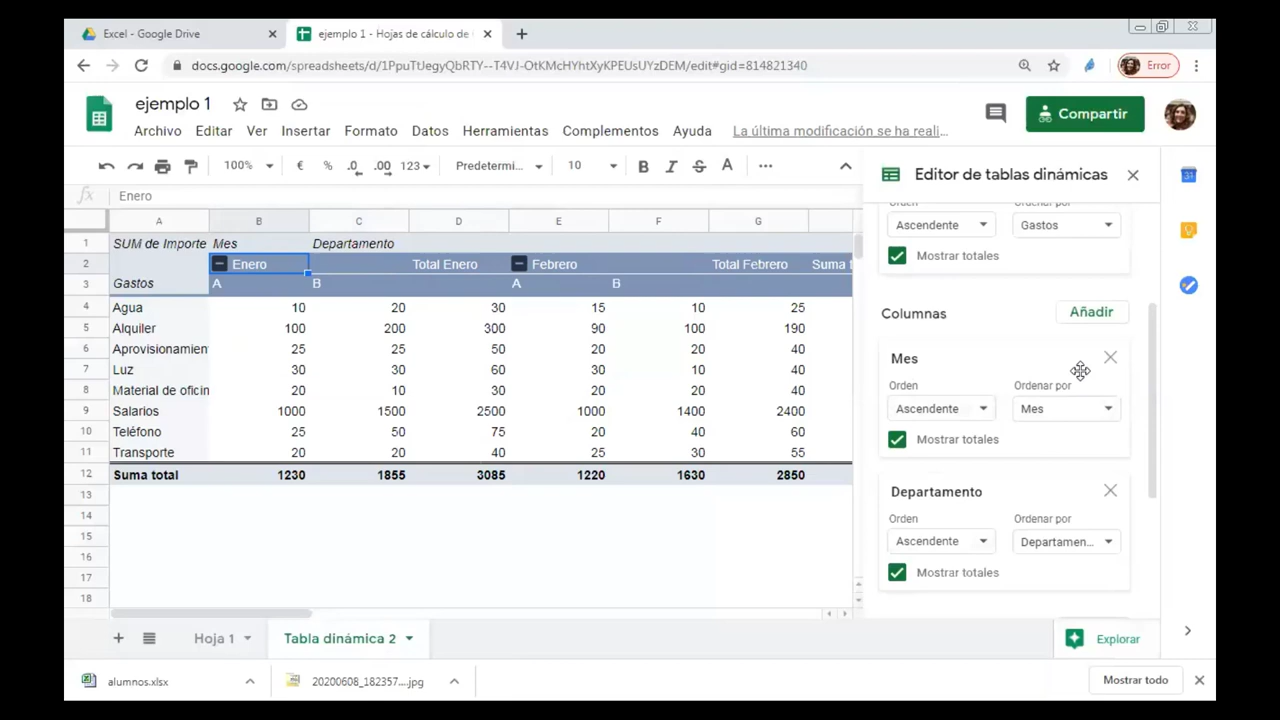 Excel - Google Drive
ejemplo 1 - Hojas de cálculo de
docs.google.com/spreadsheets/d/1PpuTtUegyQbRTY--T4VJ-OtKMcHYhtXyKPEUsUYzDEM/edit#gid=814821340
Error
ejemplo 1
Archivo Editar Ver Insertar Formato Datos Herramientas Complementos Ayuda La última modificación se ha reali...
Compartir
100% € % .0 .00 123 Predetermi... 10 B I S A
Editor de tablas dinámicas
fx Enero
A B C D E F G
1 SUM de Importe Mes Departamento
2 Enero Total Enero Febrero Total Febrero Suma
3 Gastos A B A B
4 Agua 10 20 30 15 10 25
5 Alquiler 100 200 300 90 100 190
6 Aprovisionamien 25 25 50 20 20 40
7 Luz 30 30 60 30 10 40
8 Material de oficin 20 10 30 20 20 40
9 Salarios 1000 1500 2500 1000 1400 2400
10 Teléfono 25 50 75 20 40 60
11 Transporte 20 20 40 25 30 55
12 Suma total 1230 1855 3085 1220 1630 2850
13
14
15
16
17
18
Orden Ordenar por
Ascendente Gastos
Mostrar totales
Columnas Añadir
Mes
Orden Ordenar por
Ascendente Mes
Mostrar totales
Departamento
Orden Ordenar por
Ascendente Departamen...
Mostrar totales
31
Hoja 1 Tabla dinámica 2
Explorar
alumnos.xlsx
20200608_182357....jpg
Mostrar todo